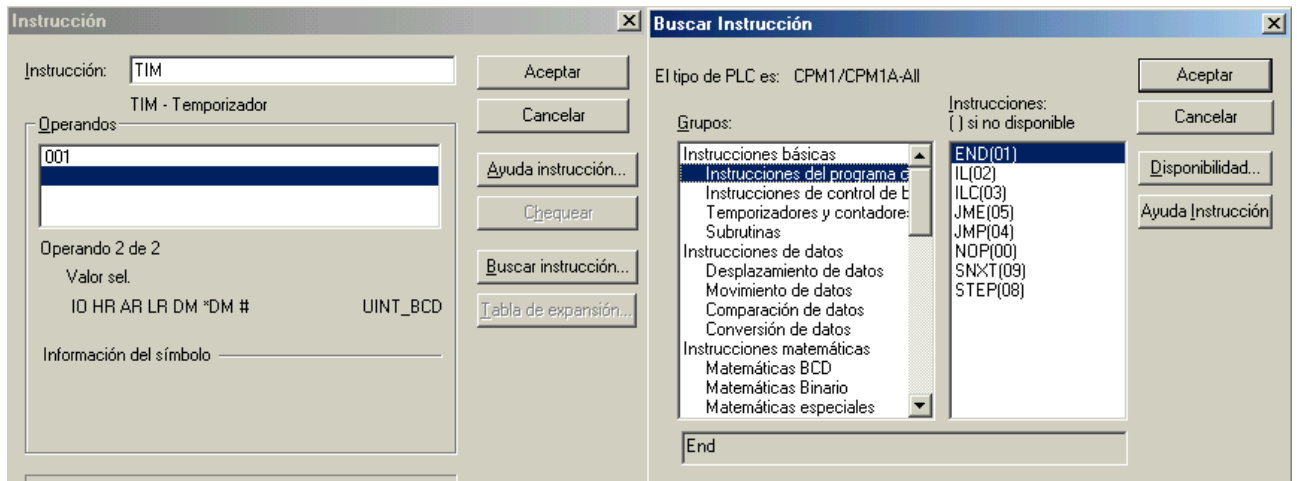 Instrucción
Instrucción: TIM
TIM - Temporizador
Operandos
001
Operando 2 de 2
Valor sel.
IO HR AR LR DM *DM # UINT_BCD
Información del símbolo
Aceptar
Cancelar
Ayuda instrucción...
Chequear
Buscar instrucción...
Tabla de expansión...
Buscar Instrucción
El tipo de PLC es: CPM1/CPM1A-All
Grupos:
Instrucciones básicas
Instrucciones del programa c
Instrucciones de control de b
Temporizadores y contadore
Subrutinas
Instrucciones de datos
Desplazamiento de datos
Movimiento de datos
Comparación de datos
Conversión de datos
Instrucciones matemáticas
Matemáticas BCD
Matemáticas Binario
Matemáticas especiales
Instrucciones:
( ) si no disponible
END(01)
IL(02)
ILC(03)
JME(05)
JMP(04)
NOP(00)
SNXT(09)
STEP(08)
End
Aceptar
Cancelar
Disponibilidad...
Ayuda Instrucción